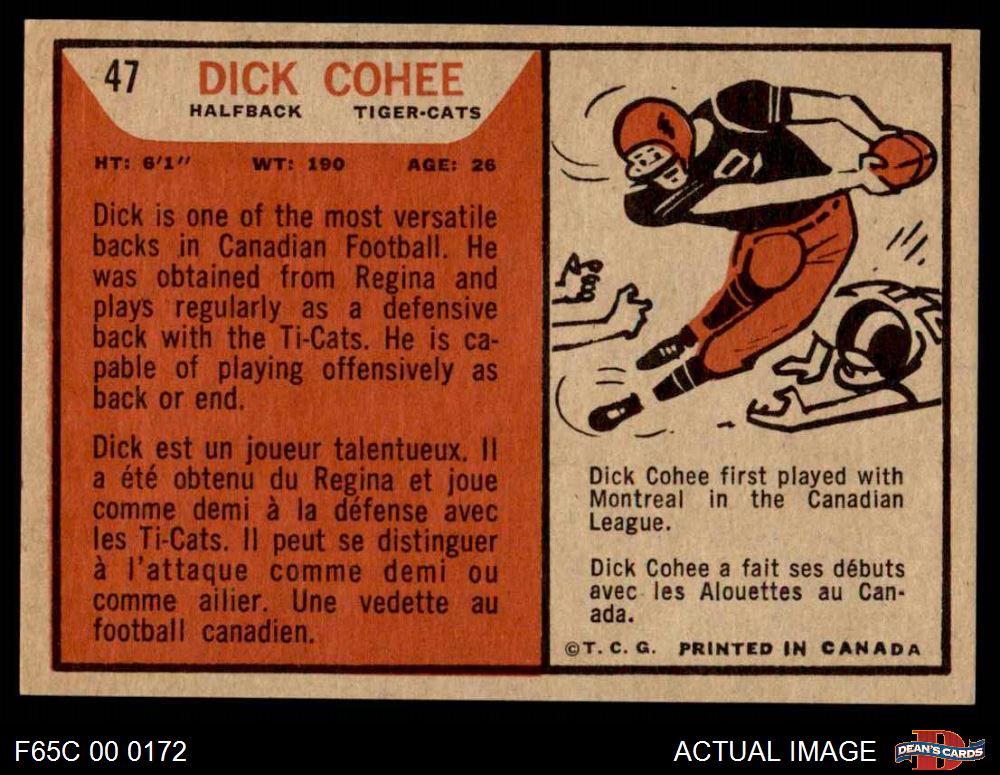 47 DICK COHEE
HALFBACK TIGER-CATS
HT: 6'1" WT: 190 AGE: 26
Dick is one of the most versatile
backs in Canadian Football. He
was obtained from Regina and
plays regularly as a defensive
back with the Ti-Cats. He is ca-
pable of playing offensively as
back or end.
Dick est un joueur talentueux. Il
a été obtenu du Regina et joue
comme demi à la défense avec
les Ti-Cats. Il peut se distinguer
à l'attaque comme demi ou
comme ailier. Une vedette au
football canadien.
Dick Cohee first played with
Montreal in the Canadian
League.
Dick Cohee a fait ses débuts
avec les Alouettes au Can-
ada.
©T. C. G. PRINTED IN CANADA
F65C 00 0172
ACTUAL IMAGE
D
DEAN'S CARDS